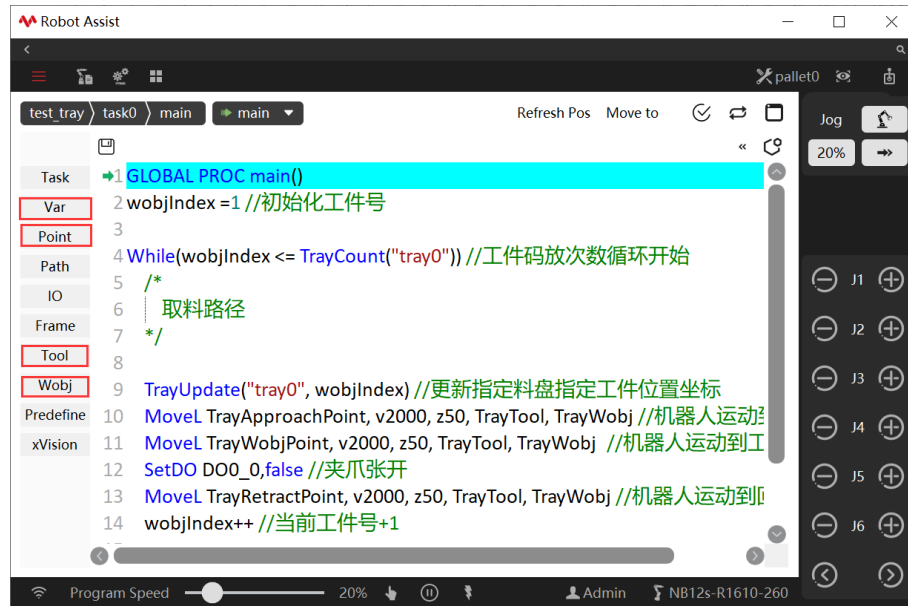 Robot Assist
pallet0
test_tray task0 main main Refresh Pos Move to
Jog
20%
Task
Var
Point
Path
IO
Frame
Tool
Wobj
Predefine
xVision
1 GLOBAL PROC main()
2 wobjIndex =1 //初始化工件号
3
4 While(wobjIndex <= TrayCount("tray0")) //工件码放次数循环开始
5 /*
6 取料路径
7 */
8
9 TrayUpdate("tray0", wobjIndex) //更新指定料盘指定工件位置坐标
10 MoveL TrayApproachPoint, v2000, z50, TrayTool, TrayWobj //机器人运动
11 MoveL TrayWobjPoint, v2000, z50, TrayTool, TrayWobj //机器人运动到工
12 SetDO DO0_0,false //夹爪张开
13 MoveL TrayRetractPoint, v2000, z50, TrayTool, TrayWobj //机器人运动到
14 wobjIndex++ //当前工件号+1
J1
J2
J3
J4
J5
J6
Program Speed 20% Admin NB12s-R1610-260